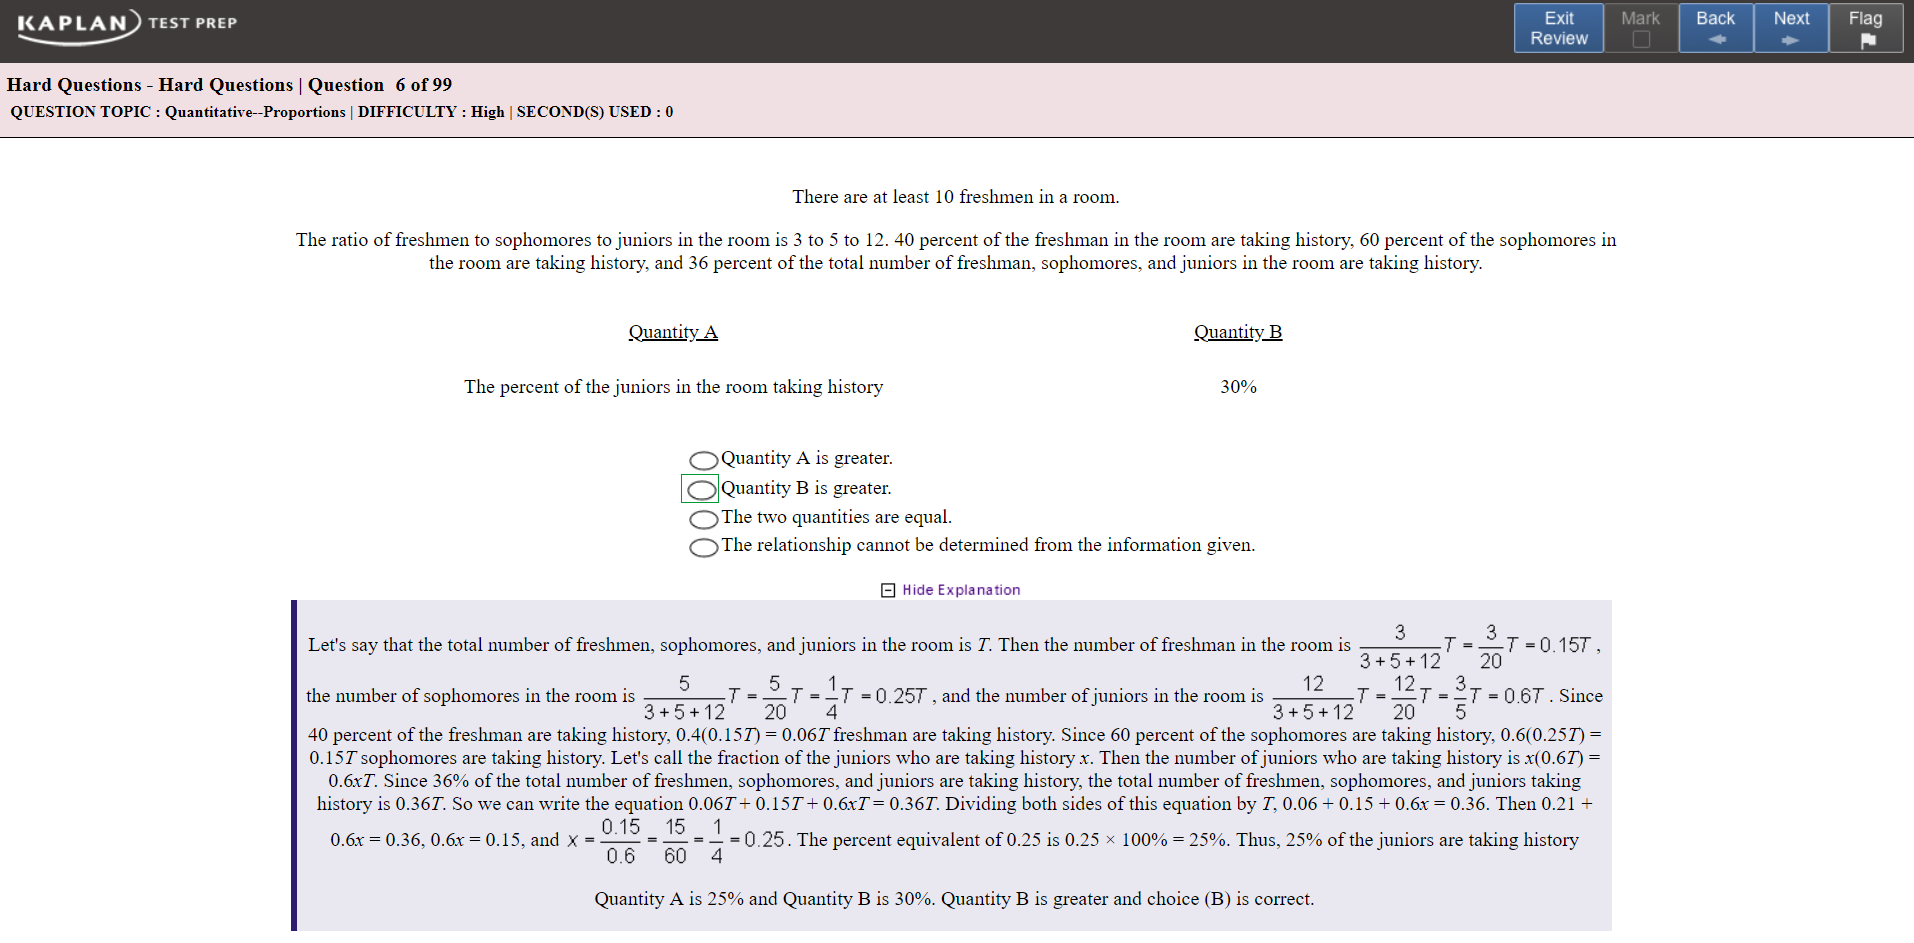 KAPLAN TEST PREP
Exit Review Mark Back Next Flag
Hard Questions - Hard Questions | Question 6 of 99
QUESTION TOPIC : Quantitative--Proportions | DIFFICULTY : High | SECOND(S) USED : 0
There are at least 10 freshmen in a room.
The ratio of freshmen to sophomores to juniors in the room is 3 to 5 to 12. 40 percent of the freshman in the room are taking history, 60 percent of the sophomores in
the room are taking history, and 36 percent of the total number of freshman, sophomores, and juniors in the room are taking history.
Quantity A Quantity B
The percent of the juniors in the room taking history 30%
Quantity A is greater.
Quantity B is greater.
The two quantities are equal.
The relationship cannot be determined from the information given.
Hide Explanation
Let's say that the total number of freshmen, sophomores, and juniors in the room is T. Then the number of freshman in the room is 3/(3+5+12) T = 3/20 T = 0.15T ,
the number of sophomores in the room is 5/(3+5+12) T = 5/20 T = 1/4 T = 0.25T , and the number of juniors in the room is 12/(3+5+12) T = 12/20 T = 3/5 T = 0.6T . Since
40 percent of the freshman are taking history, 0.4(0.15T) = 0.06T freshman are taking history. Since 60 percent of the sophomores are taking history, 0.6(0.25T) =
0.15T sophomores are taking history. Let's call the fraction of the juniors who are taking history x. Then the number of juniors who are taking history is x(0.6T) =
0.6xT. Since 36% of the total number of freshmen, sophomores, and juniors are taking history, the total number of freshmen, sophomores, and juniors taking
history is 0.36T. So we can write the equation 0.06T + 0.15T + 0.6xT = 0.36T. Dividing both sides of this equation by T, 0.06 + 0.15 + 0.6x = 0.36. Then 0.21 +
0.6x = 0.36, 0.6x = 0.15, and x = 0.15/0.6 = 15/60 = 1/4 = 0.25. The percent equivalent of 0.25 is 0.25 × 100% = 25%. Thus, 25% of the juniors are taking history
Quantity A is 25% and Quantity B is 30%. Quantity B is greater and choice (B) is correct.